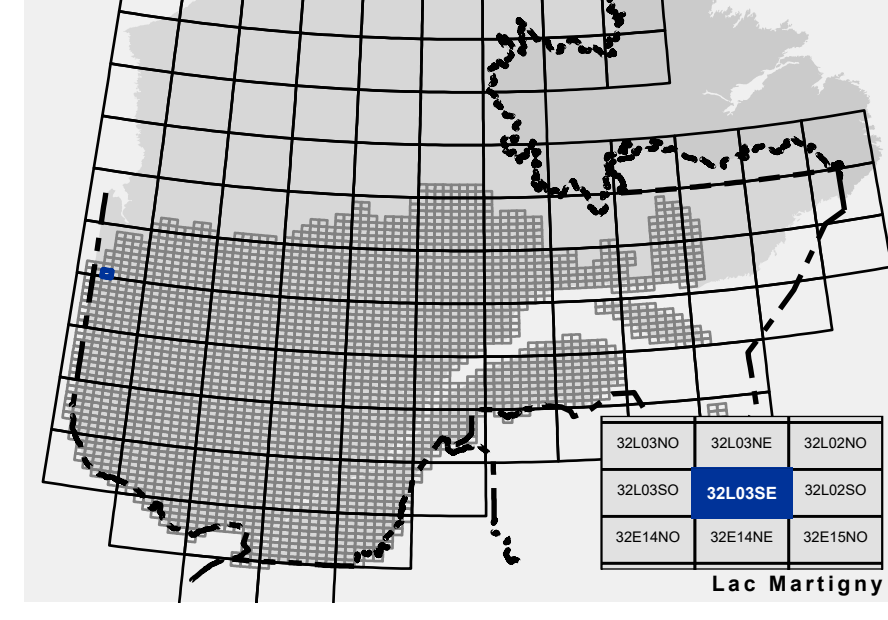 32L03NO 32L03NE 32L02NO
32L03SO 32L03SE 32L02SO
32E14NO 32E14NE 32E15NO
Lac Martigny